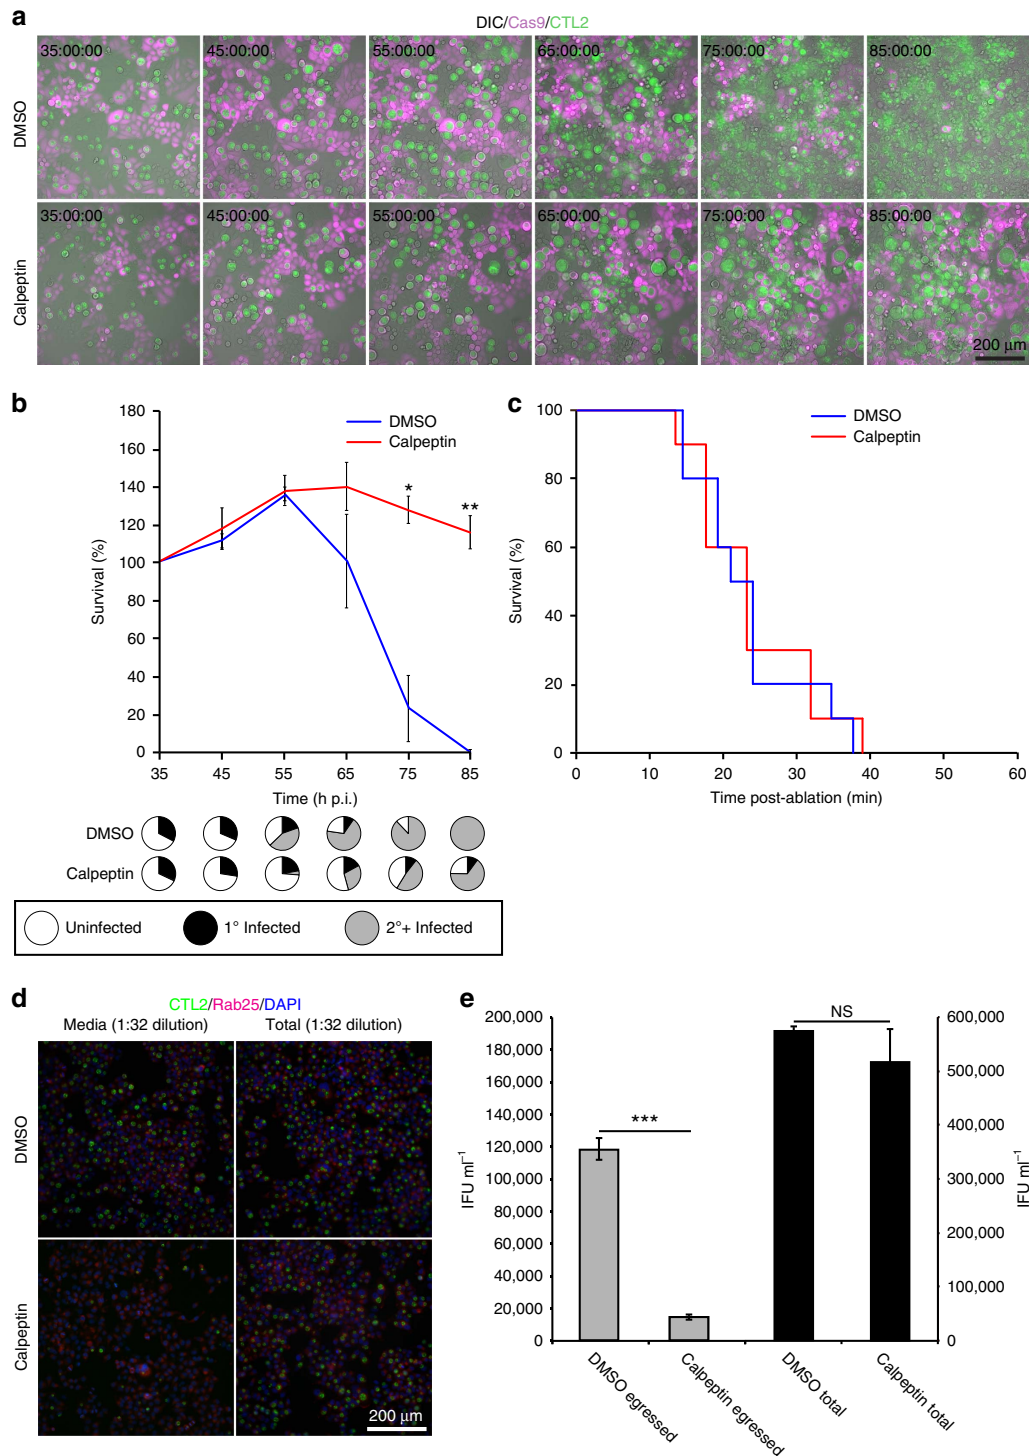 a
DIC/Cas9/CTL2
DMSO
35:00:00
45:00:00
55:00:00
65:00:00
75:00:00
85:00:00
Calpeptin
35:00:00
45:00:00
55:00:00
65:00:00
75:00:00
85:00:00
200 µm
b
Survival (%)
180
160
140
120
100
80
60
40
20
0
DMSO
Calpeptin
*
**
35
45
55
65
75
85
Time (h p.i.)
DMSO
Calpeptin
Uninfected
1° Infected
2°+ Infected
c
Survival (%)
100
80
60
40
20
0
DMSO
Calpeptin
0
10
20
30
40
50
60
Time post-ablation (min)
d
CTL2/Rab25/DAPI
Media (1:32 dilution)
Total (1:32 dilution)
DMSO
Calpeptin
200 µm
e
IFU ml⁻¹
200,000
180,000
160,000
140,000
120,000
100,000
80,000
60,000
40,000
20,000
0
***
NS
600,000
500,000
400,000
300,000
200,000
100,000
0
IFU ml⁻¹
DMSO egressed
Calpeptin egressed
DMSO total
Calpeptin total